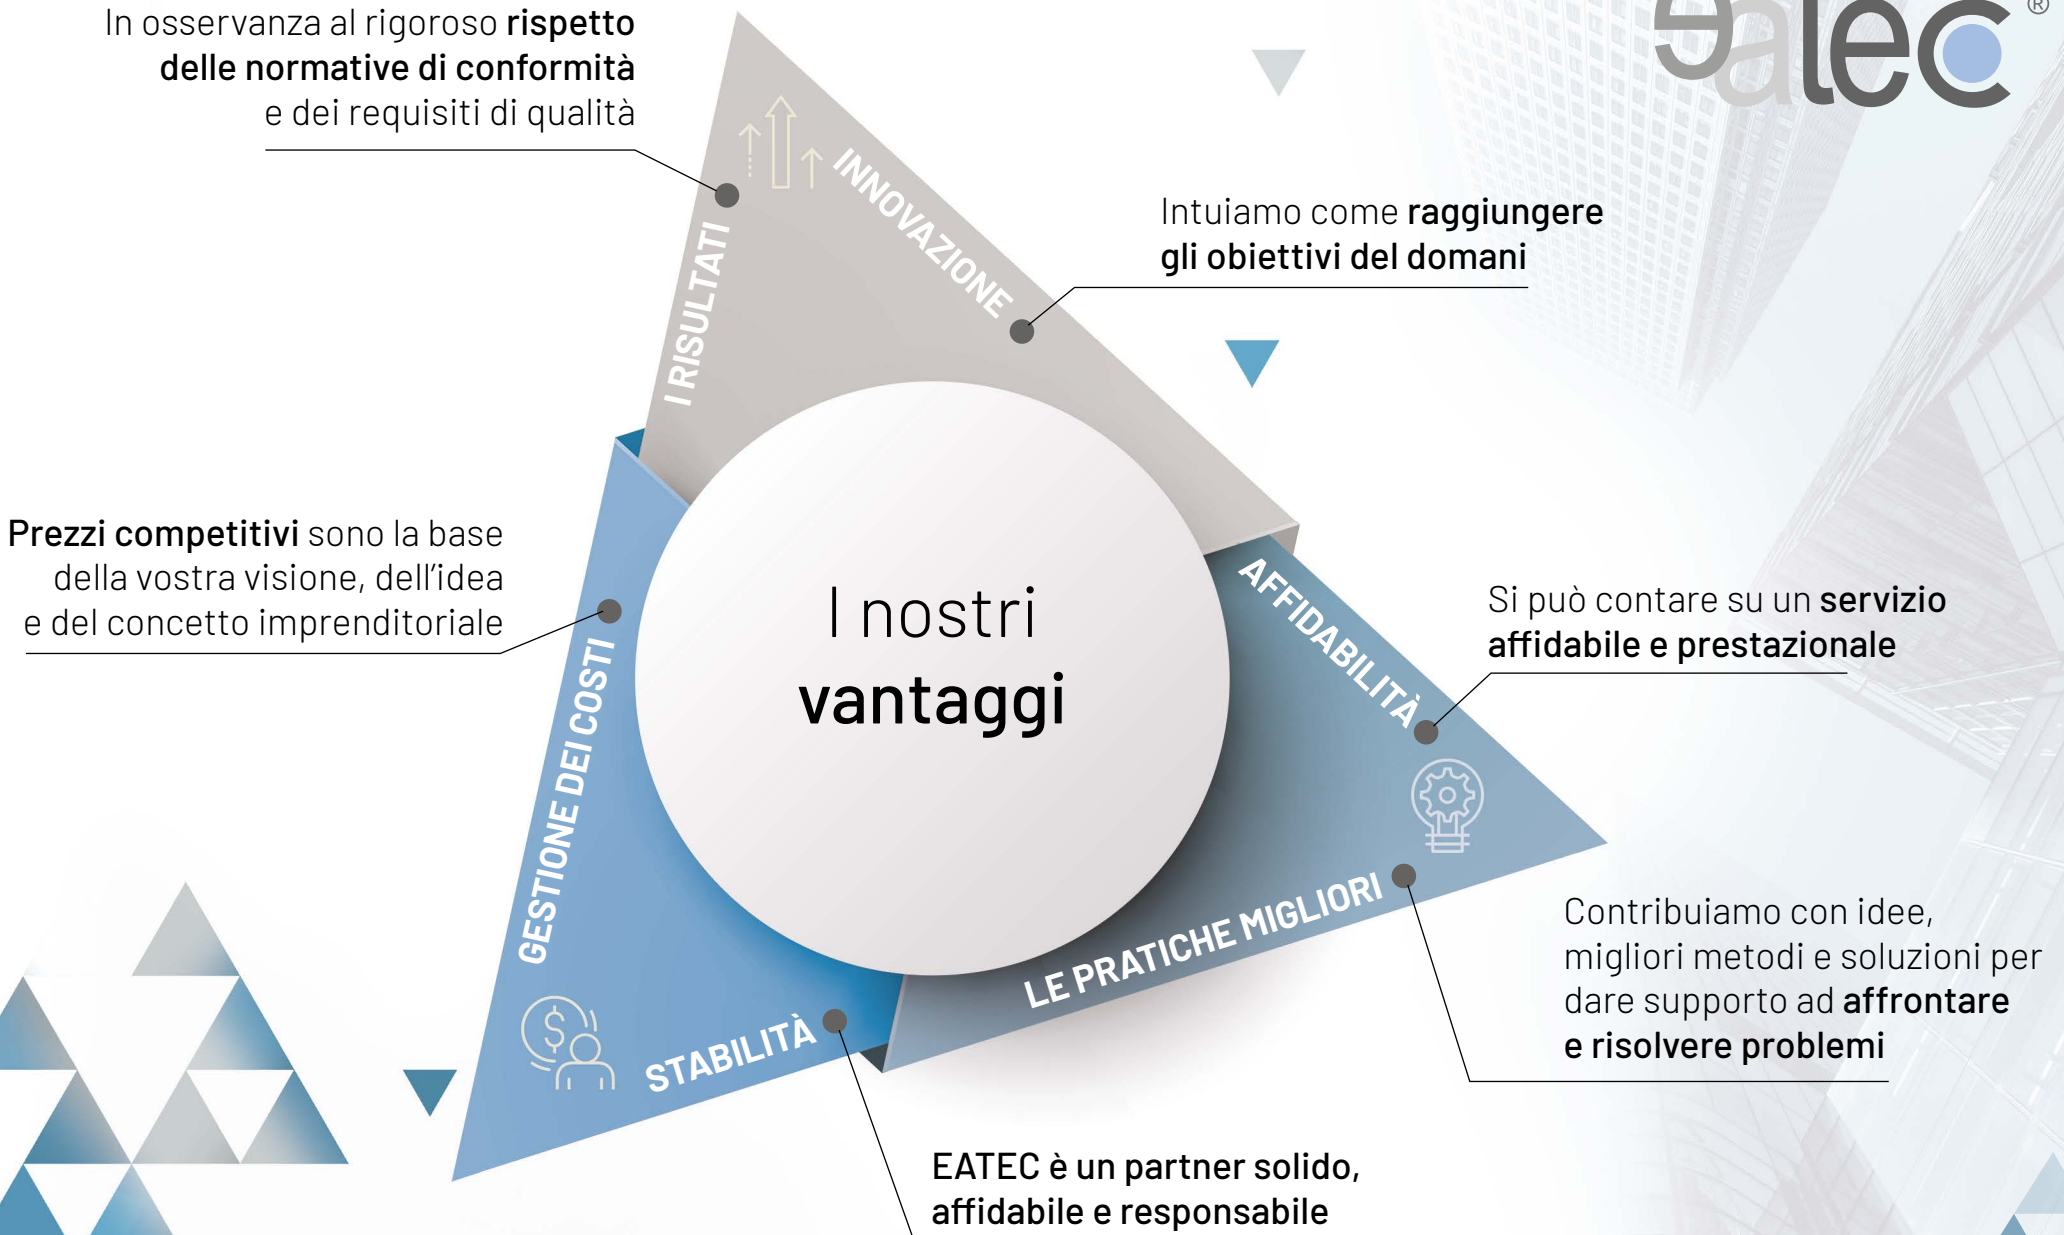 In osservanza al rigoroso rispetto
delle normative di conformità
e dei requisiti di qualità
eatec®
INNOVAZIONE
I RISULTATI
Intuiamo come raggiungere
gli obiettivi del domani
Prezzi competitivi sono la base
della vostra visione, dell'idea
e del concetto imprenditoriale
I nostri
vantaggi
AFFIDABILITÀ
Si può contare su un servizio
affidabile e prestazionale
GESTIONE DEI COSTI
LE PRATICHE MIGLIORI
Contribuiamo con idee,
migliori metodi e soluzioni per
dare supporto ad affrontare
e risolvere problemi
$
STABILITÀ
EATEC è un partner solido,
affidabile e responsabile